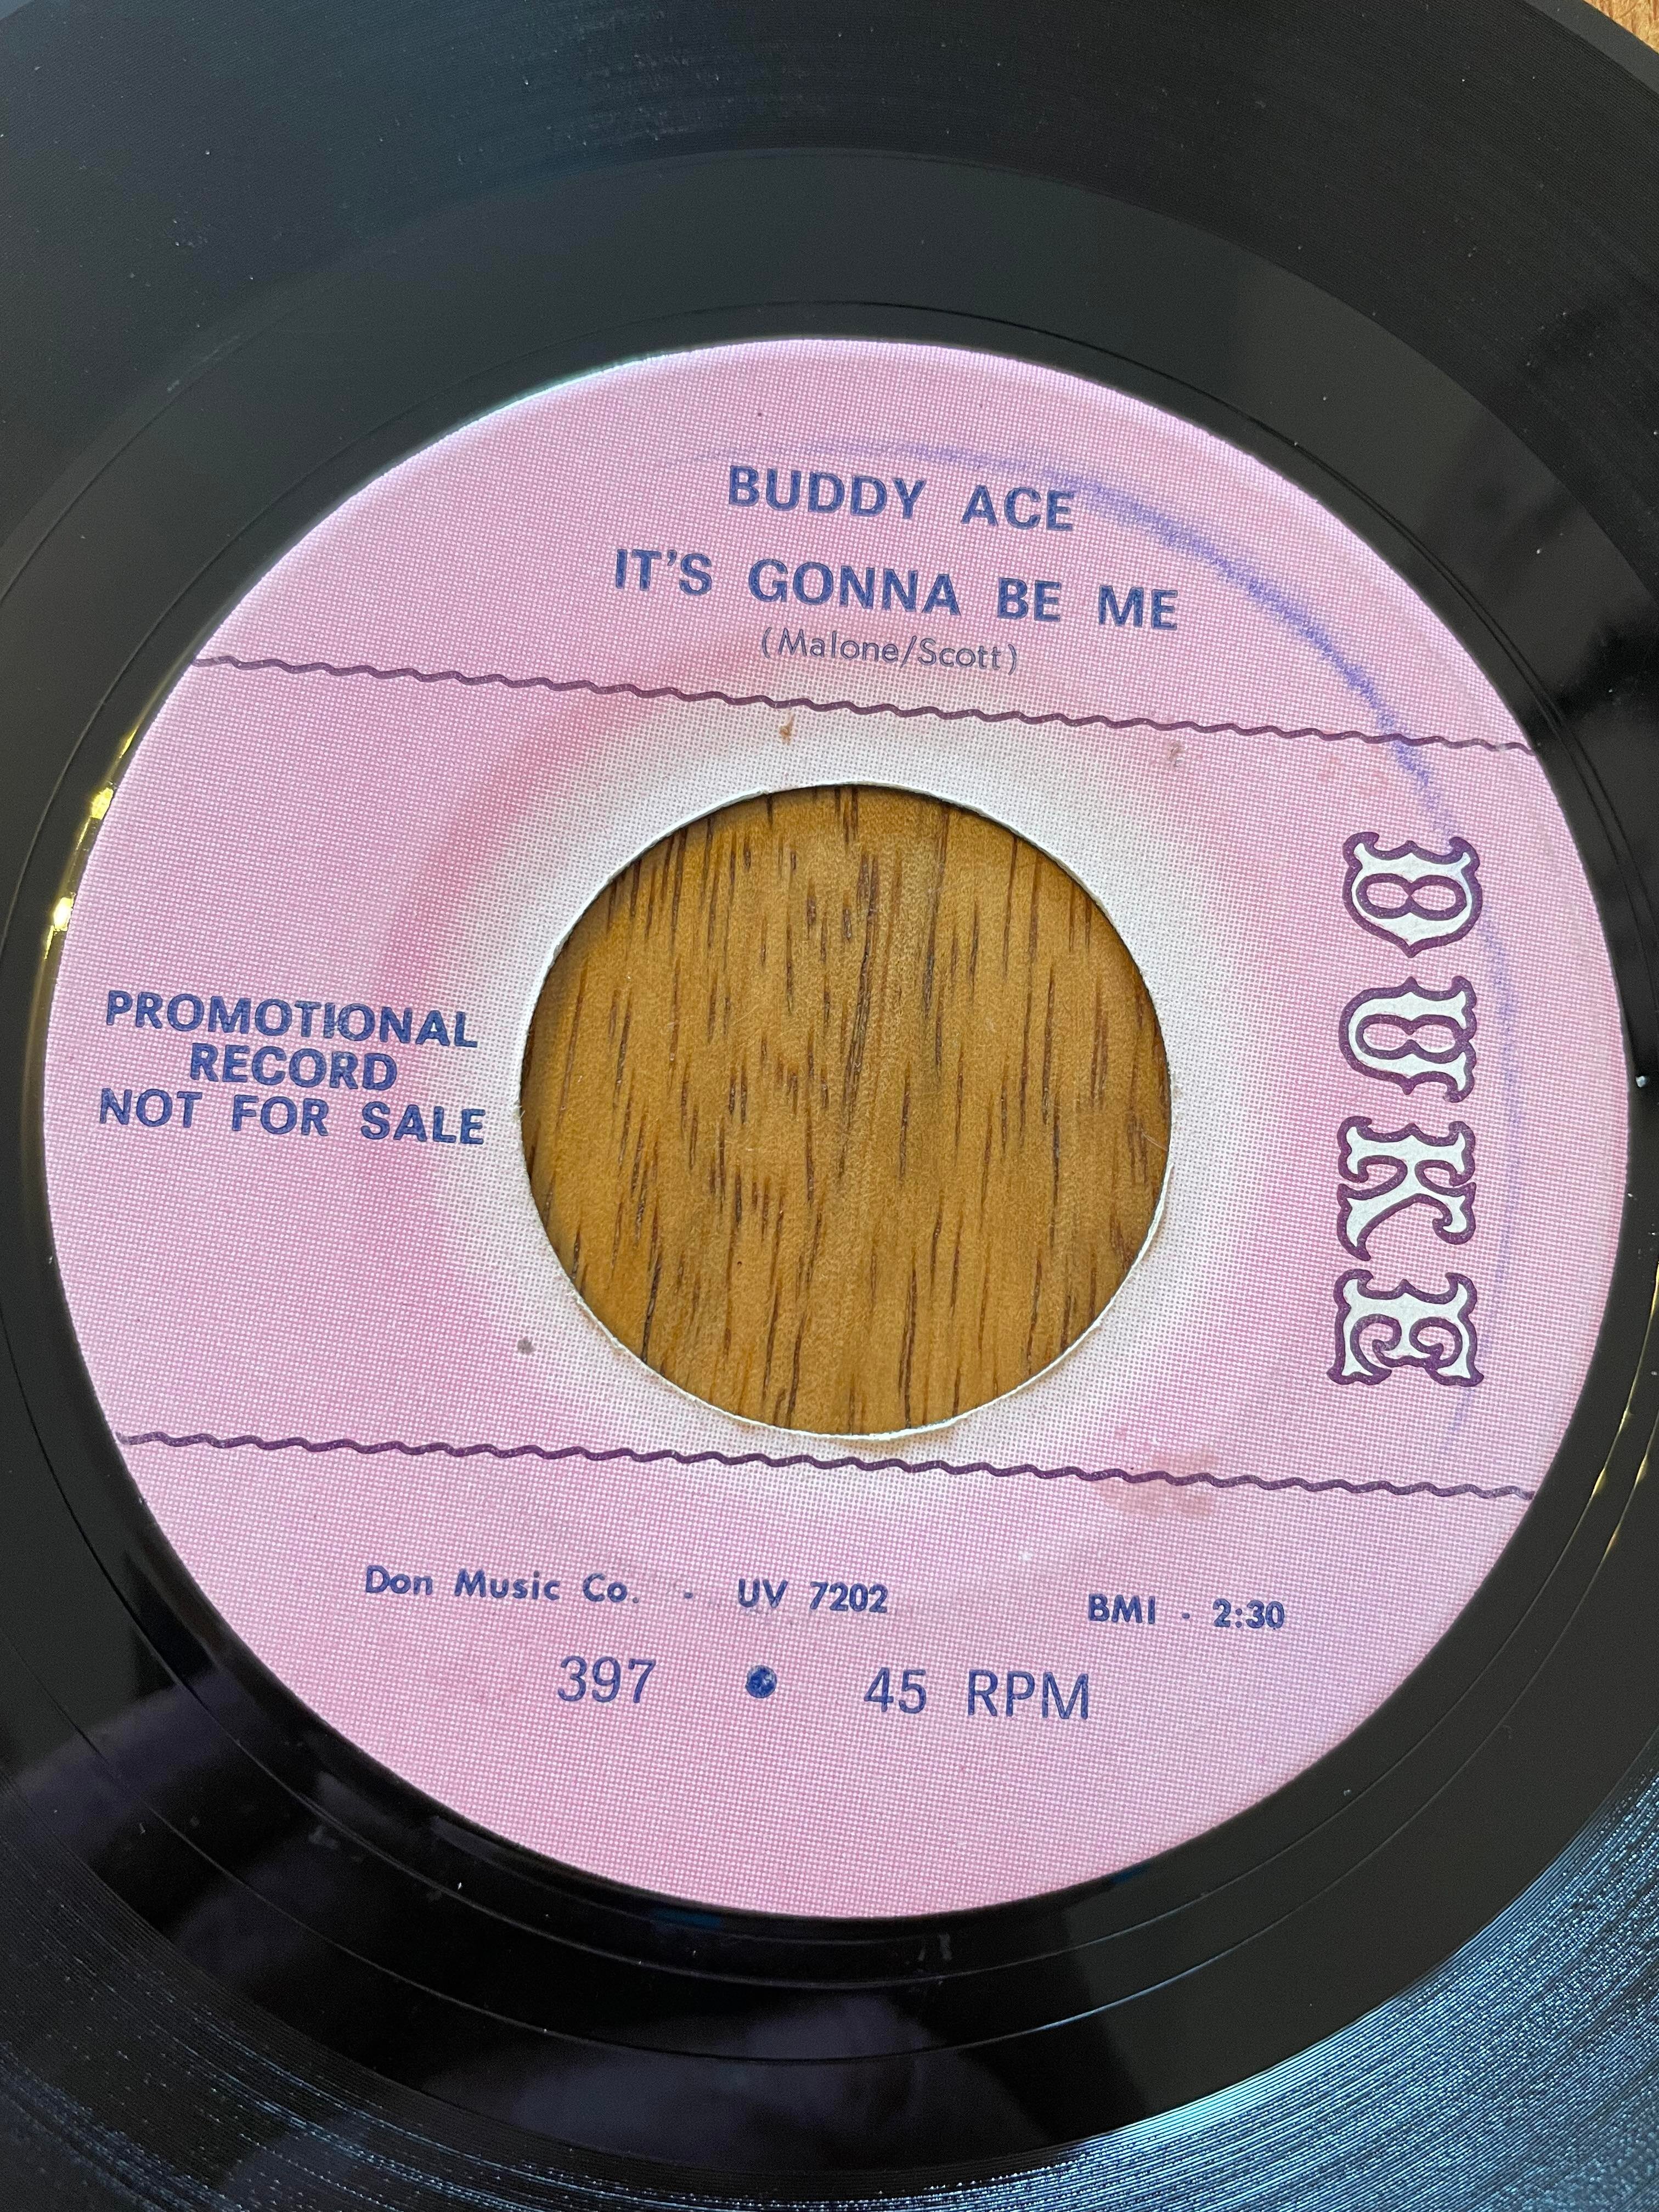 BUDDY ACE
IT'S GONNA BE ME
(Malone/Scott)
DUKE
PROMOTIONAL
RECORD
NOT FOR SALE
Don Music Co. - UV 7202 BMI - 2:30
397 • 45 RPM